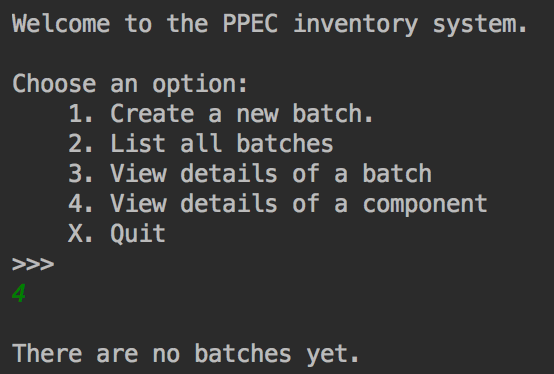 Welcome to the PPEC inventory system.
Choose an option:
1. Create a new batch.
2. List all batches
3. View details of a batch
4. View details of a component
X. Quit
>>>
4
There are no batches yet.